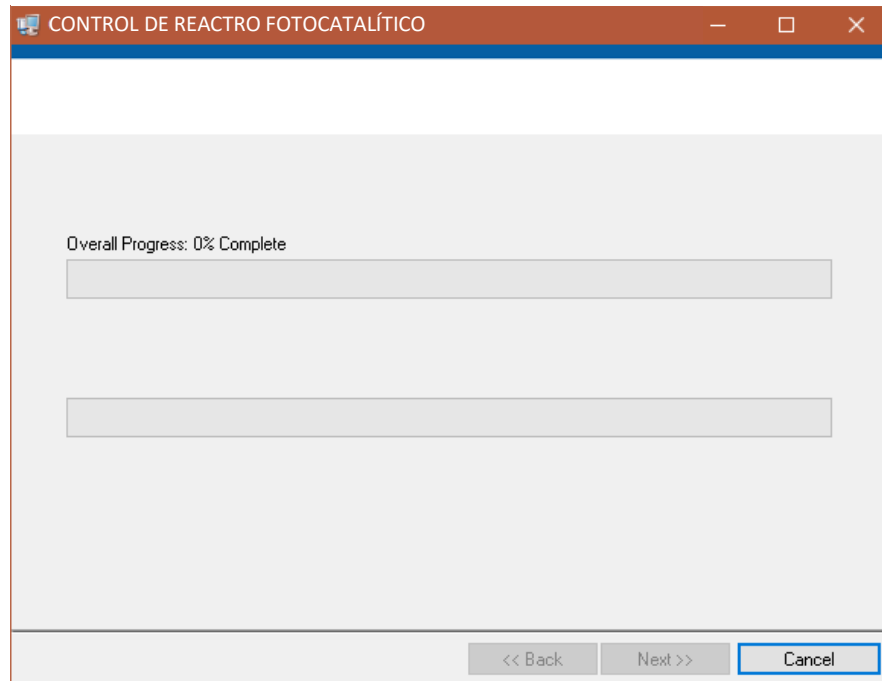 CONTROL DE REACTRO FOTOCATALÍTICO
Overall Progress: 0% Complete
<< Back Next >> Cancel